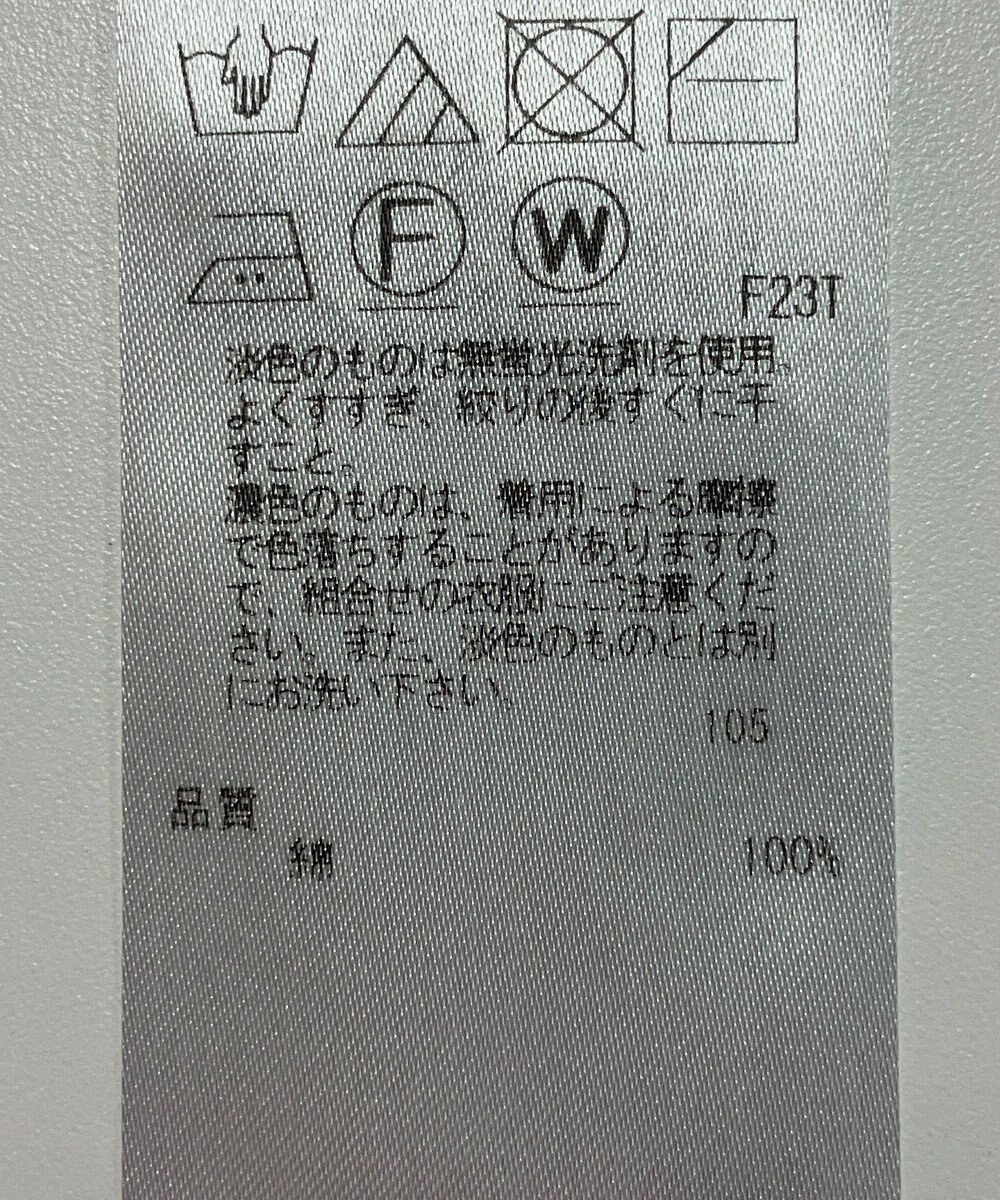 F
W
F23T
淡色のものは無蛍光洗剤を使用、
よくすすぎ、絞りの後すぐに干
すこと。
濃色のものは、着用による摩擦
で色落ちすることがありますの
で、組合せの衣服にご注意くだ
さい。また、淡色のものとは別
にお洗い下さい。
105
品質
綿 100%